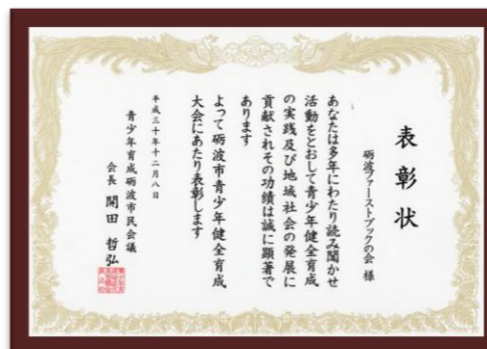 表彰状
砺波ファーストブックの会 様
あなたは多年にわたり読み聞かせ
活動をとおして青少年健全育成
の実践及び地域社会の発展に
貢献されその功績は誠に顕著で
あります
よって砺波市青少年健全育成
大会にあたり表彰します
平成三十年十二月八日
青少年育成砺波市民会議
会長 開田 哲弘